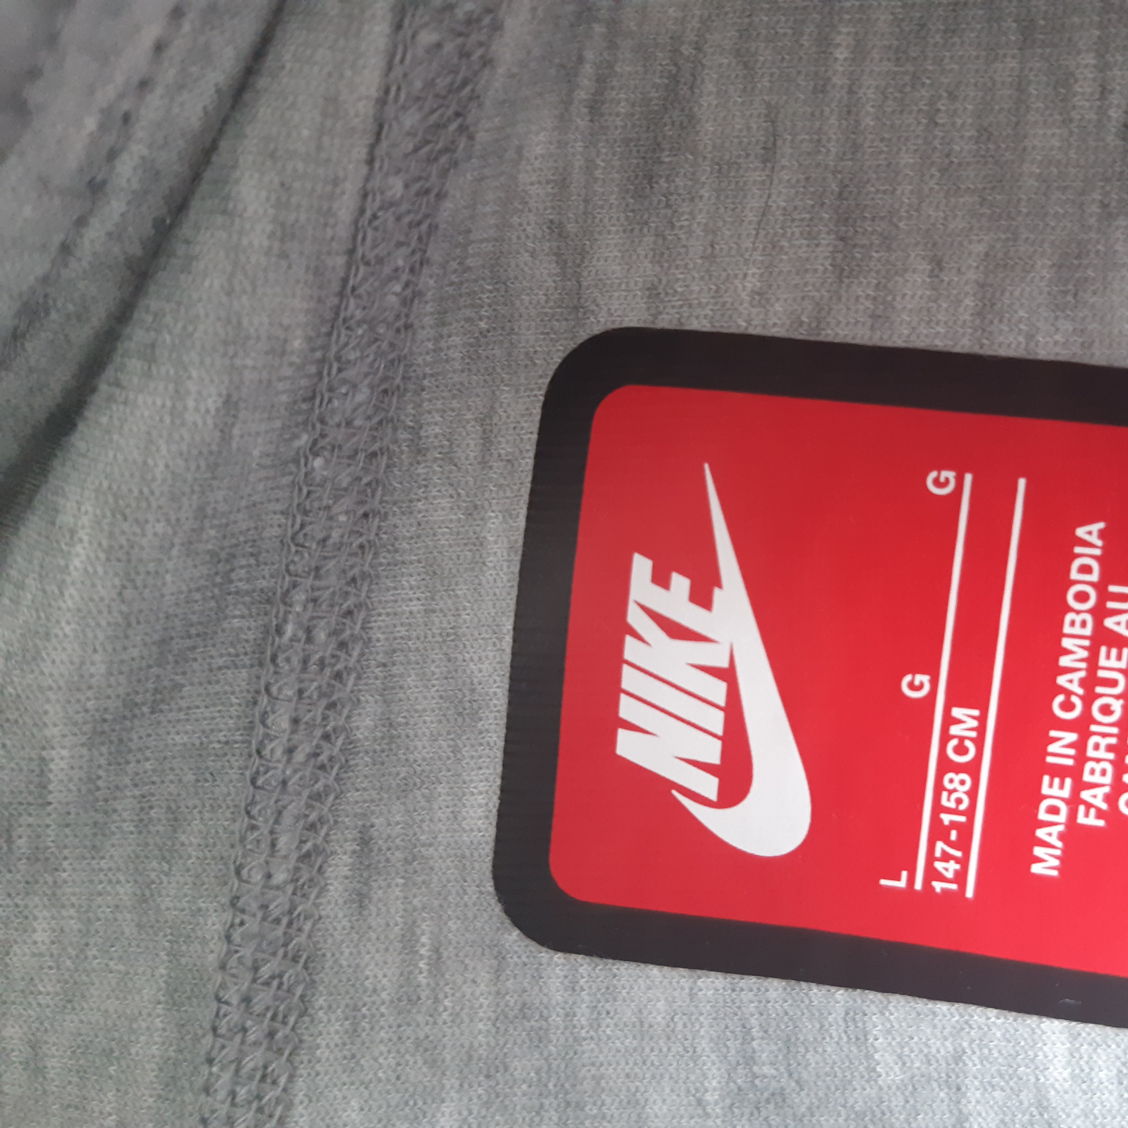 NIKE
L G G
147-158 CM
MADE IN CAMBODIA
FABRIQUE AU